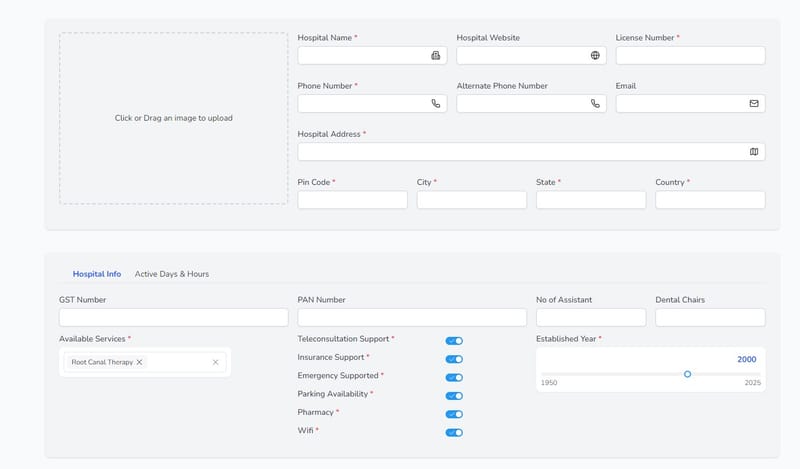 Click or Drag an image to upload
Hospital Name *
Hospital Website
License Number *
Phone Number *
Alternate Phone Number
Email
Hospital Address *
Pin Code *
City *
State *
Country *
Hospital Info
Active Days & Hours
GST Number
PAN Number
No of Assistant
Dental Chairs
Available Services *
Root Canal Therapy
Teleconsultation Support *
Insurance Support *
Emergency Supported *
Parking Availability *
Pharmacy *
Wifi *
Established Year *
2000
1950
2025